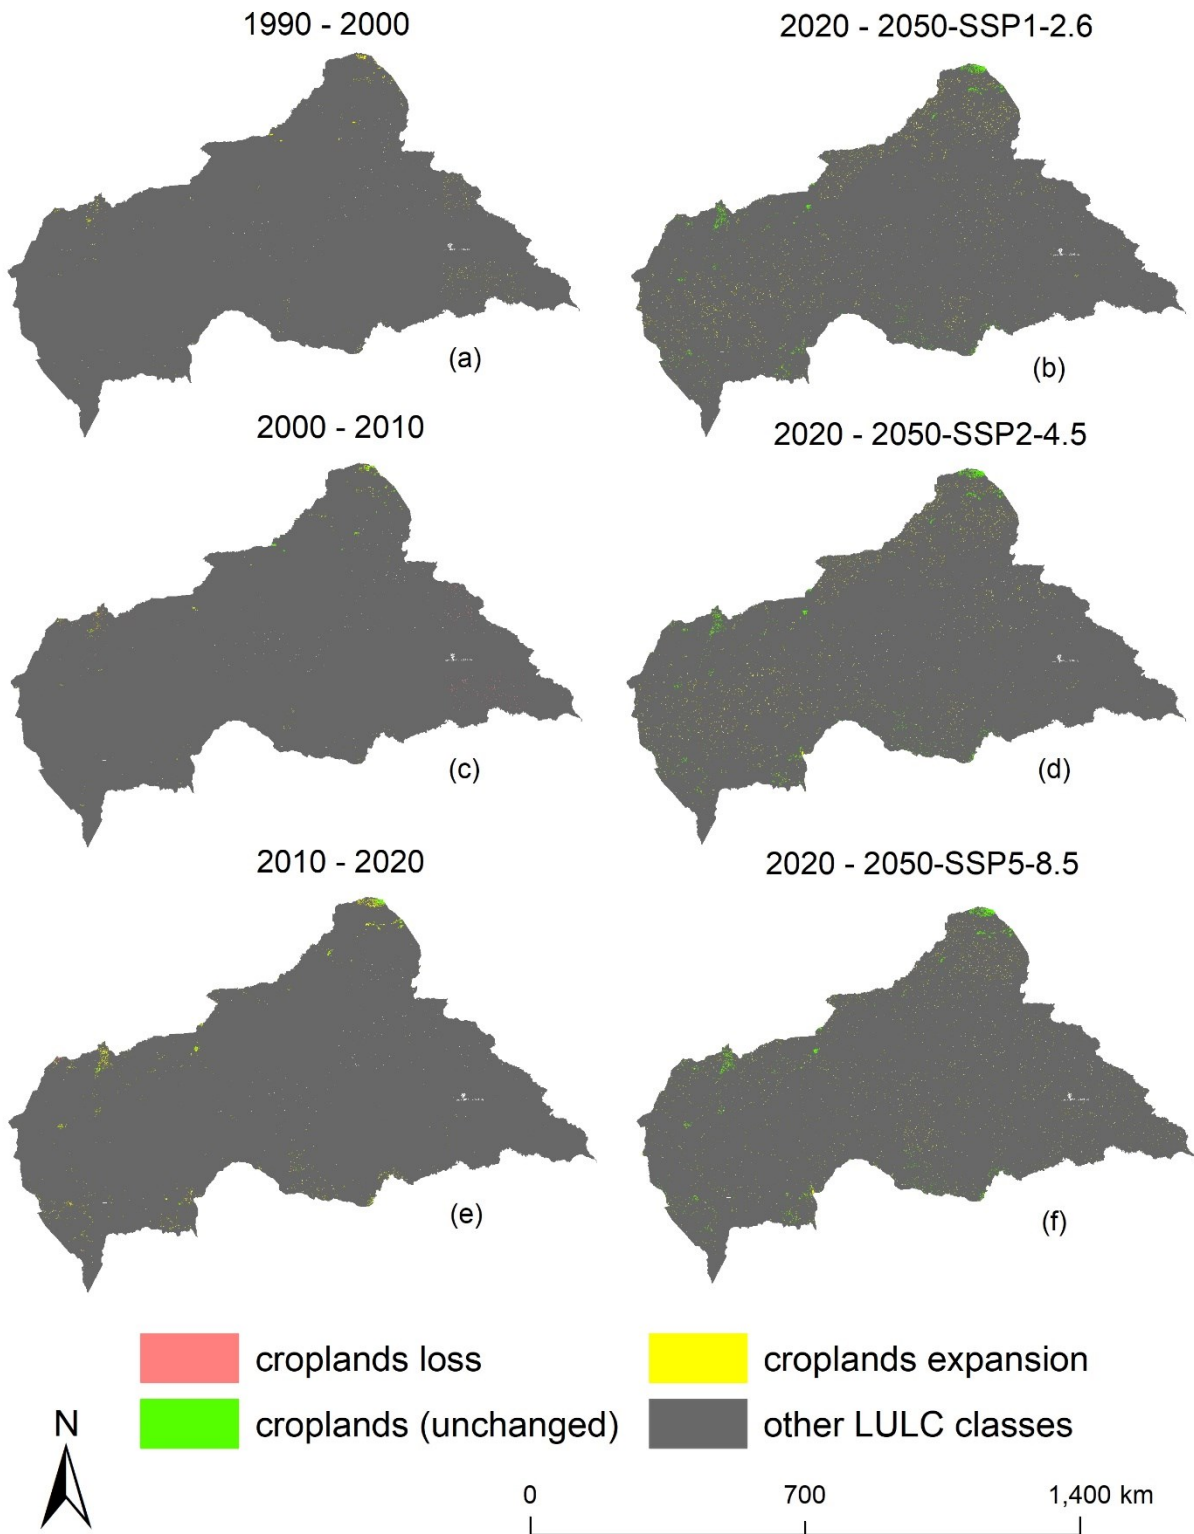 1990 - 2000
2020 - 2050-SSP1-2.6
(a)
(b)
2000 - 2010
2020 - 2050-SSP2-4.5
(c)
(d)
2010 - 2020
2020 - 2050-SSP5-8.5
(e)
(f)
croplands loss
croplands expansion
croplands (unchanged)
other LULC classes
N
0 700 1,400 km